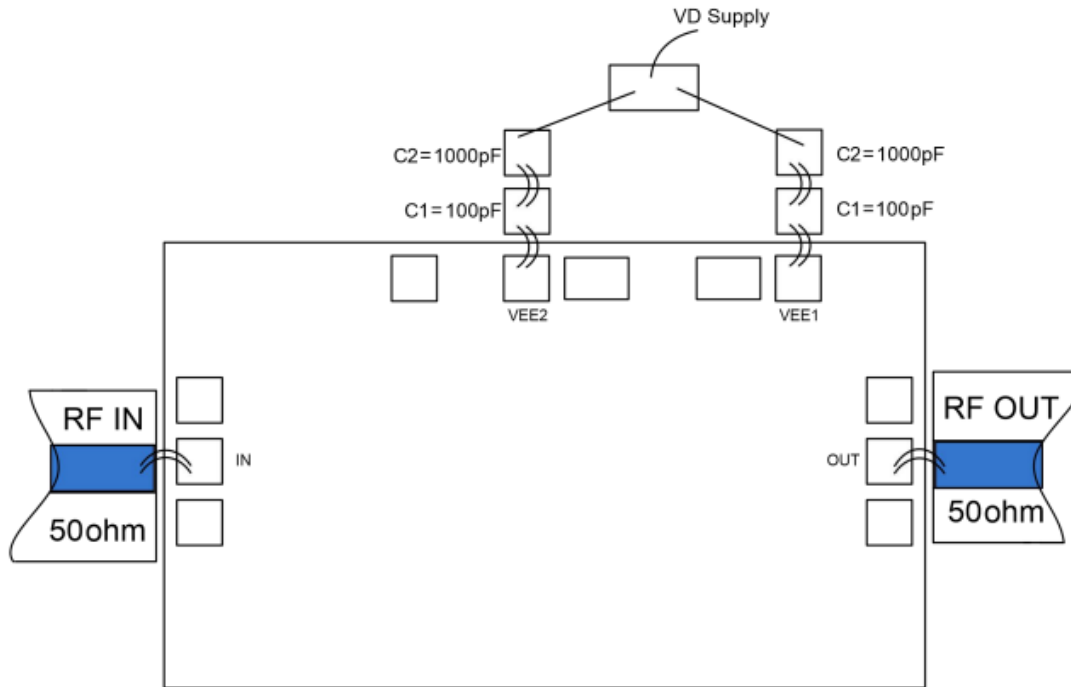 VD Supply
C2=1000pF
C2=1000pF
C1=100pF
C1=100pF
VEE2
VEE1
RF IN
RF OUT
IN
OUT
50ohm
50ohm